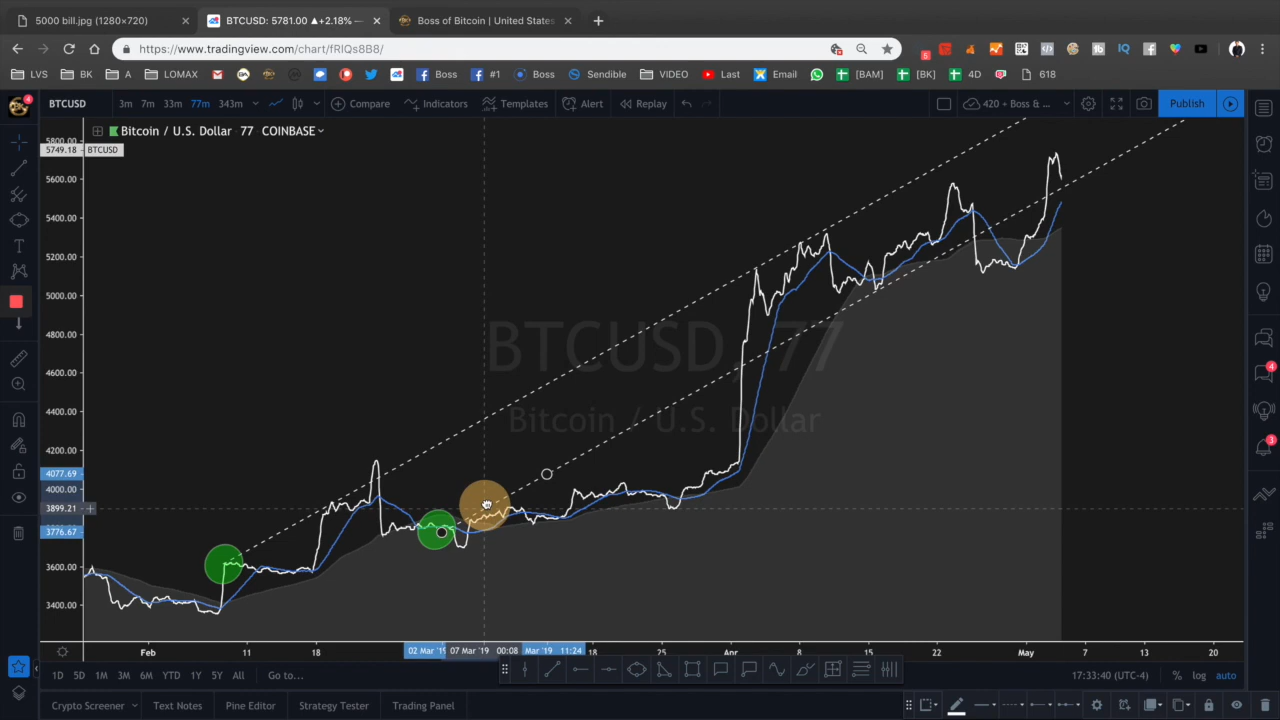 5000 bill.jpg (1280×720)
BTCUSD: 5781.00 ▲+2.18%
Boss of Bitcoin | United States
https://www.tradingview.com/chart/fRlQs8B8/
5
LVS BK A LOMAX Boss #1 Boss Sendible VIDEO Last Email [BAM] [BK] 4D 618
4 BTCUSD 3m 7m 33m 77m 343m Compare Indicators Templates Alert Replay 420 + Boss & ... Publish
Bitcoin / U.S. Dollar 77 COINBASE
5800.00
5749.18 BTCUSD
5600.00
5400.00
5200.00
5000.00
4800.00
4600.00
4400.00
4200.00
4077.69
4000.00
3899.21
3776.67
3600.00
3400.00
BTCUSD, 77
Bitcoin / U.S. Dollar
4
3
Feb 11 18 02 Mar '19 07 Mar '19 00:08 Mar '19 11:24 18 25 Apr 8 15 22 May 7 13 20
1D 5D 1M 3M 6M YTD 1Y 5Y All Go to... 17:33:40 (UTC-4) % log auto
Crypto Screener Text Notes Pine Editor Strategy Tester Trading Panel